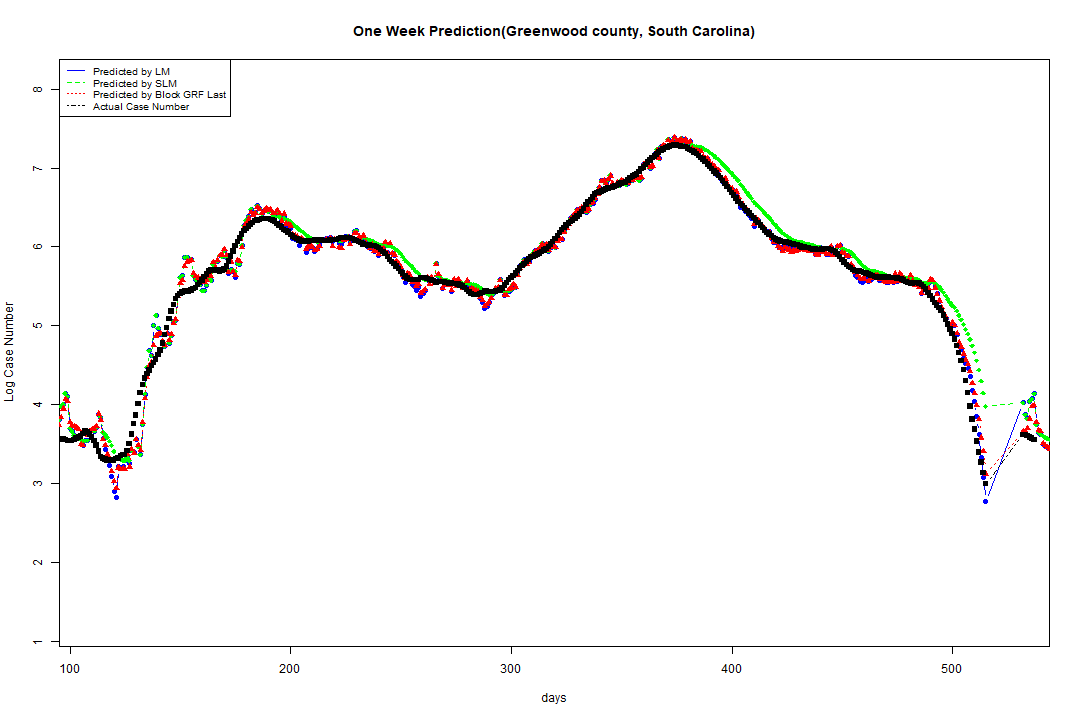 One Week Prediction(Greenwood county, South Carolina)
Predicted by LM
Predicted by SLM
Predicted by Block GRF Last
Actual Case Number
8
7
6
5
4
3
2
1
Log Case Number
100 200 300 400 500
days